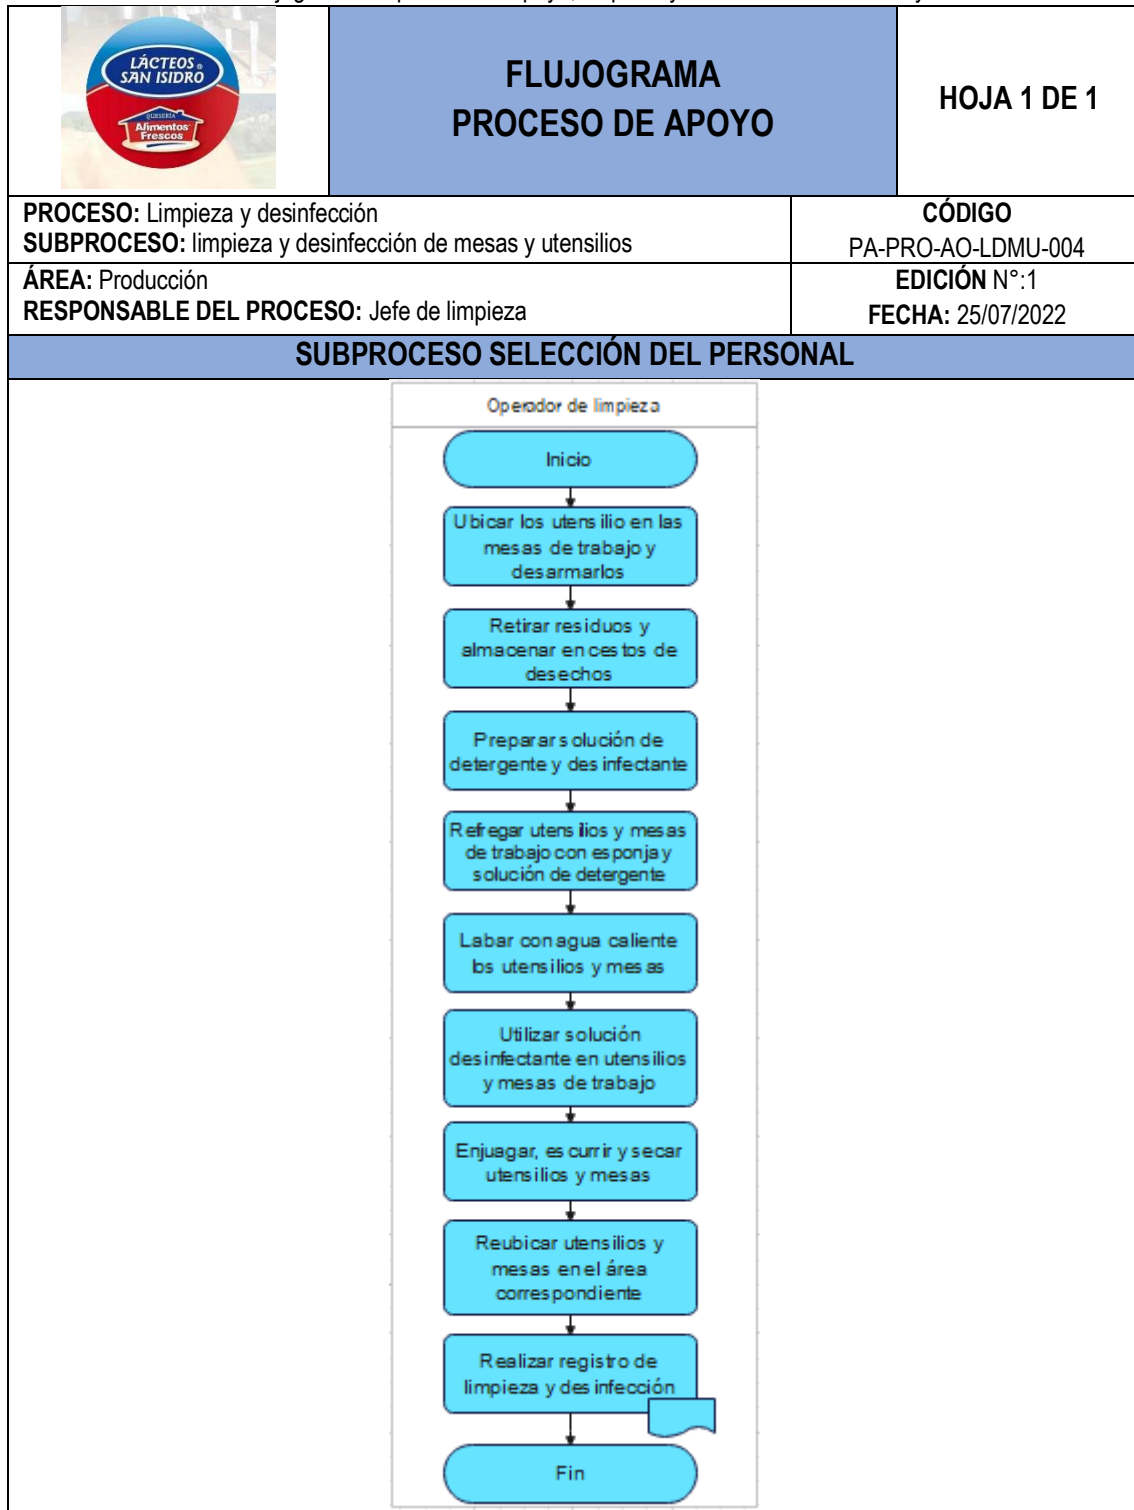 LÁCTEOS
SAN ISIDRO
QUESERÍA
Alimentos
Frescos
FLUJOGRAMA
PROCESO DE APOYO
HOJA 1 DE 1
PROCESO: Limpieza y desinfección
SUBPROCESO: limpieza y desinfección de mesas y utensilios
CÓDIGO
PA-PRO-AO-LDMU-004
ÁREA: Producción
RESPONSABLE DEL PROCESO: Jefe de limpieza
EDICIÓN N°:1
FECHA: 25/07/2022
SUBPROCESO SELECCIÓN DEL PERSONAL
Operador de limpieza
Inicio
Ubicar los utensilio en las
mesas de trabajo y
desarmarlos
Retirar residuos y
almacenar en cestos de
desechos
Preparar solución de
detergente y desinfectante
Refregar utensilios y mesas
de trabajo con esponja y
solución de detergente
Labar con agua caliente
los utensilios y mesas
Utilizar solución
desinfectante en utensilios
y mesas de trabajo
Enjuagar, escurrir y secar
utensilios y mesas
Reubicar utensilios y
mesas en el área
correspondiente
Realizar registro de
limpieza y desinfección
Fin